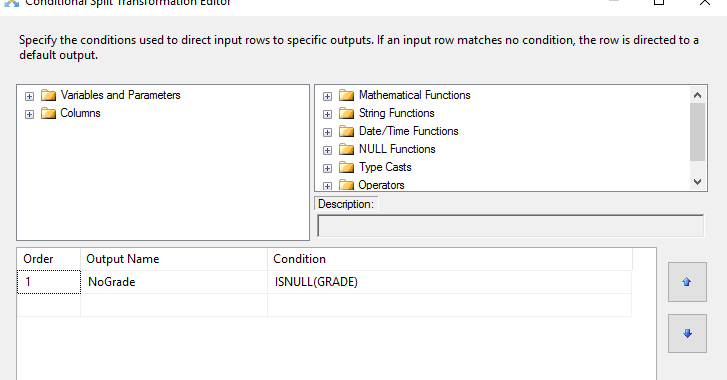 Conditional Split Transformation Editor
Specify the conditions used to direct input rows to specific outputs. If an input row matches no condition, the row is directed to a
default output.
Variables and Parameters
Columns
Mathematical Functions
String Functions
Date/Time Functions
NULL Functions
Type Casts
Operators
Description:
Order Output Name Condition
1 NoGrade ISNULL(GRADE)